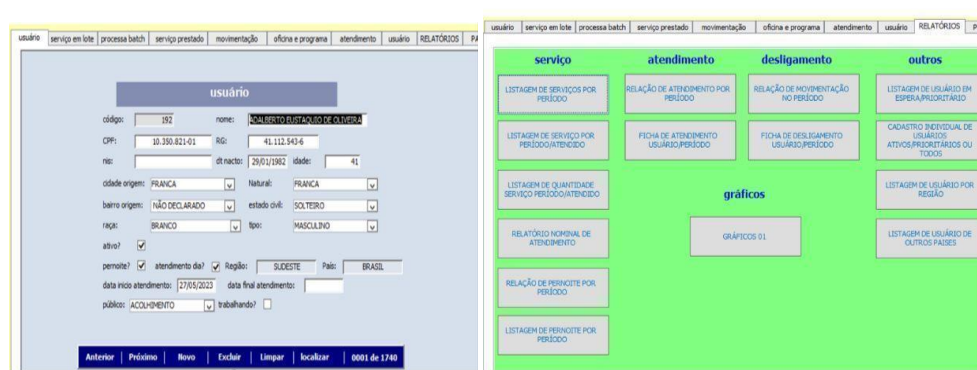 usuário serviço em lote processa batch serviço prestado movimentação oficina e programa atendimento usuário RELATÓRIOS
usuário
código: 192 nome: ADALBERTO EUSTAQUIO DE OLIVEIRA
CPF: 10.350.821-01 RG: 41.112.543-6
nis: dt nacto: 29/01/1982 idade: 41
cidade origem: FRANCA Natural: FRANCA
bairro origem: NÃO DECLARADO estado civil: SOLTEIRO
raça: BRANCO tipo: MASCULINO
ativo?
pernoite? atendimento dia? Região: SUDESTE Pais: BRASIL
data inicio atendimento: 27/05/2023 data final atendimento:
público: ACOLHIMENTO trabalhando?
Anterior Próximo Novo Excluir Limpar localizar 0001 de 1740
usuário serviço em lote processa batch serviço prestado movimentação oficina e programa atendimento usuário RELATÓRIOS
serviço atendimento desligamento outros
LISTAGEM DE SERVIÇOS POR
PERÍODO
RELAÇÃO DE ATENDIMENTO POR
PERÍODO
RELAÇÃO DE MOVIMENTAÇÃO
NO PERÍODO
LISTAGEM DE USUÁRIO EM
ESPERA/PRIORITÁRIO
LISTAGEM DE SERVIÇO POR
PERÍODO/ATENDIDO
FICHA DE ATENDIMENTO
USUÁRIO/PERÍODO
FICHA DE DESLIGAMENTO
USUÁRIO/PERÍODO
CADASTRO INDIVIDUAL DE
USUÁRIOS
ATIVOS/PRIORITÁRIOS OU
TODOS
LISTAGEM DE QUANTIDADE
SERVIÇO PERÍODO/ATENDIDO
gráficos
LISTAGEM DE USUÁRIO POR
REGIÃO
RELATÓRIO NOMINAL DE
ATENDIMENTO
GRÁFICOS 01
LISTAGEM DE USUÁRIO DE
OUTROS PAISES
RELAÇÃO DE PERNOITE POR
PERÍODO
LISTAGEM DE PERNOITE POR
PERÍODO